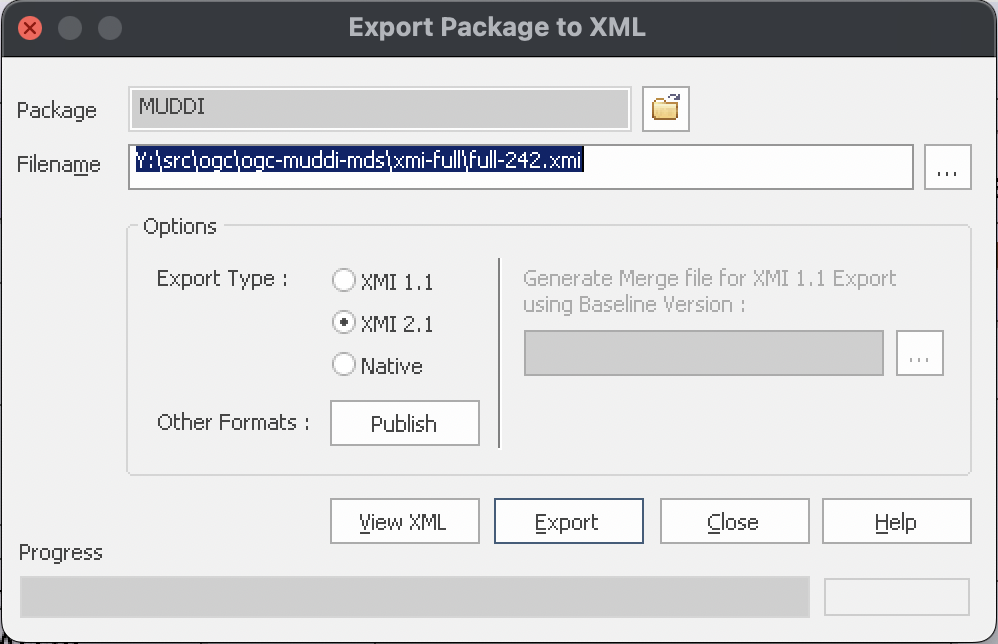 Export Package to XML
Package
MUDDI
Filename
Y:\src\ogc\ogc-muddi-mds\xmi-full\full-242.xmi
...
Options
Export Type :
XMI 1.1
XMI 2.1
Native
Generate Merge file for XMI 1.1 Export
using Baseline Version :
...
Other Formats :
Publish
View XML
Export
Close
Help
Progress